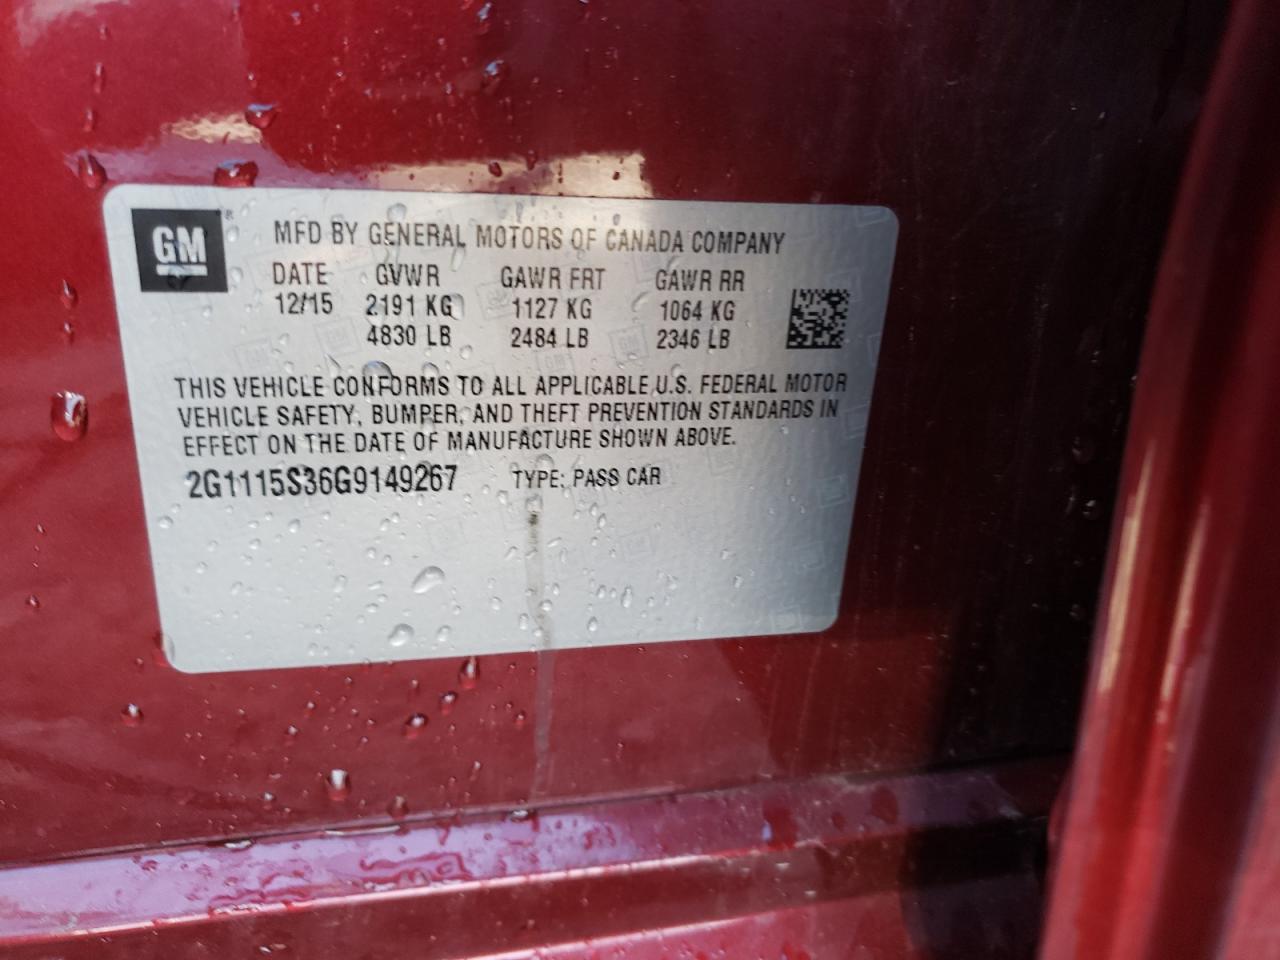 GM ®
MFD BY GENERAL MOTORS OF CANADA COMPANY
DATE GVWR GAWR FRT GAWR RR
12/15 2191 KG 1127 KG 1064 KG
4830 LB 2484 LB 2346 LB
THIS VEHICLE CONFORMS TO ALL APPLICABLE U.S. FEDERAL MOTOR
VEHICLE SAFETY, BUMPER, AND THEFT PREVENTION STANDARDS IN
EFFECT ON THE DATE OF MANUFACTURE SHOWN ABOVE.
2G1115S36G9149267 TYPE: PASS CAR